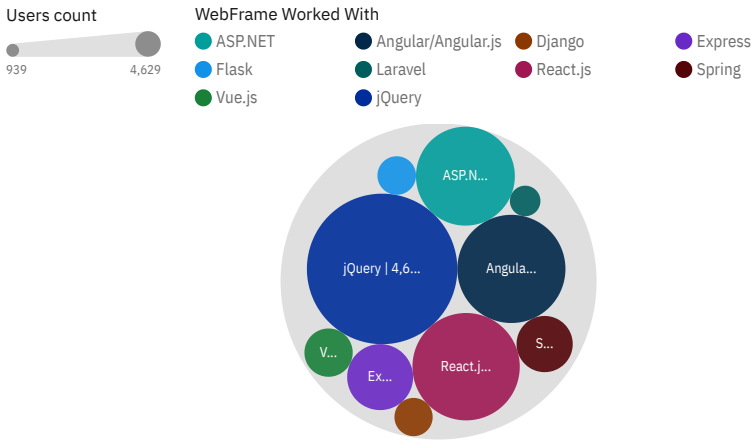 Users count
939
4,629
WebFrame Worked With
ASP.NET
Angular/Angular.js
Django
Express
Flask
Laravel
React.js
Spring
Vue.js
jQuery
ASP.N...
jQuery | 4,6...
Angula...
V...
Ex...
React.j...
S...